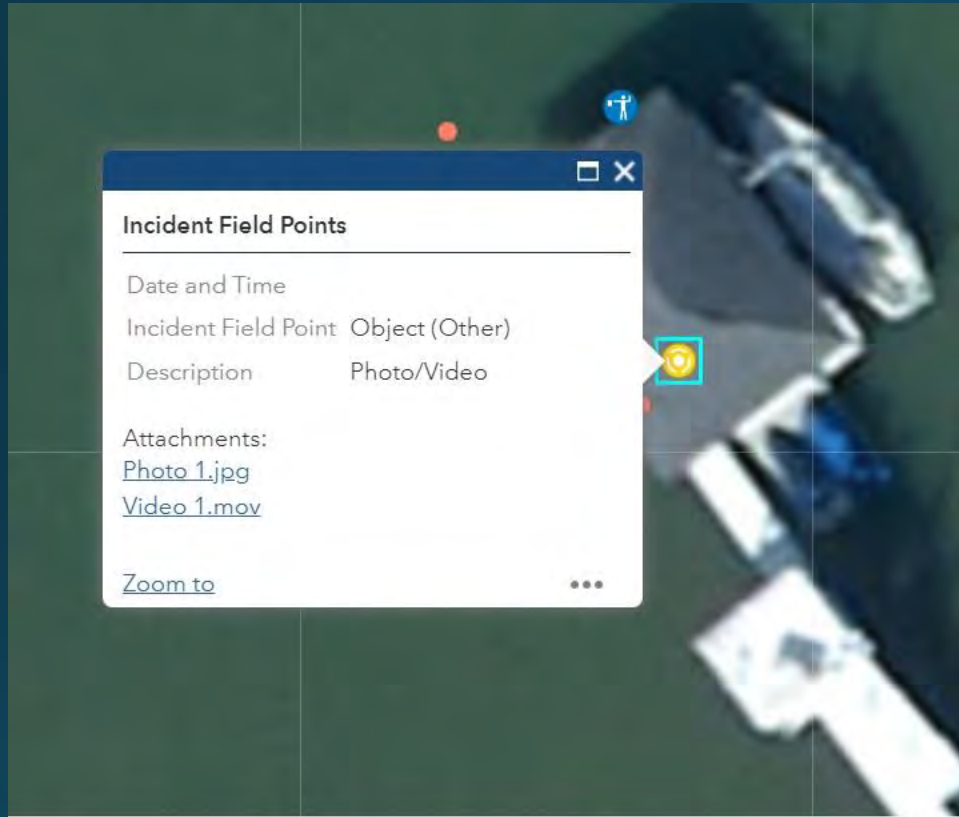 Incident Field Points
Date and Time
Incident Field Point Object (Other)
Description Photo/Video
Attachments:
Photo 1.jpg
Video 1.mov
Zoom to